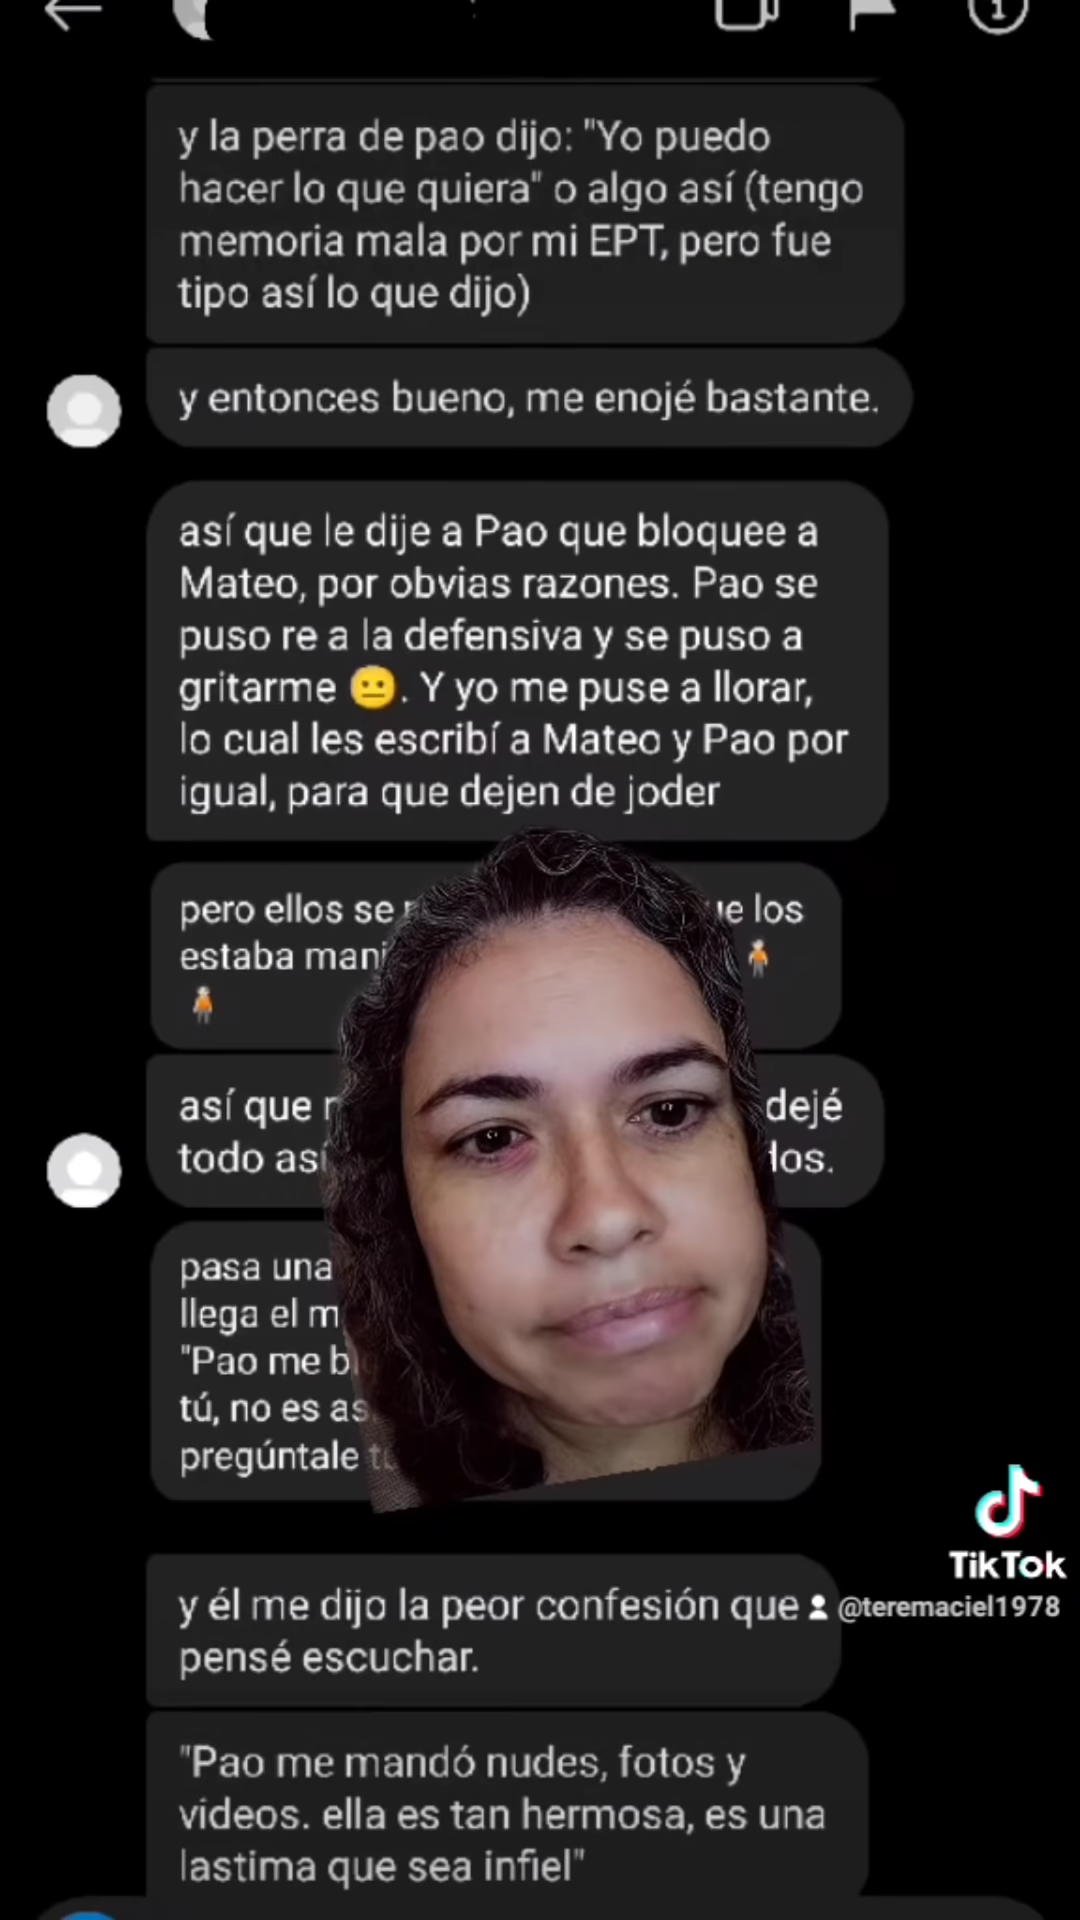 y la perra de pao dijo: "Yo puedo
hacer lo que quiera" o algo así (tengo
memoria mala por mi EPT, pero fue
tipo así lo que dijo)
y entonces bueno, me enojé bastante.
así que le dije a Pao que bloquee a
Mateo, por obvias razones. Pao se
puso re a la defensiva y se puso a
gritarme 😐. Y yo me puse a llorar,
lo cual les escribí a Mateo y Pao por
igual, para que dejen de joder
pero ellos se los
estaba 🧍
🧍
así que dejé
todo
pasa una
llega el
"Pao me
tú, no es
pregúntale
y él me dijo la peor confesión que
pensé escuchar.
"Pao me mandó nudes, fotos y
videos. ella es tan hermosa, es una
lastima que sea infiel"
TikTok
@teremaciel1978